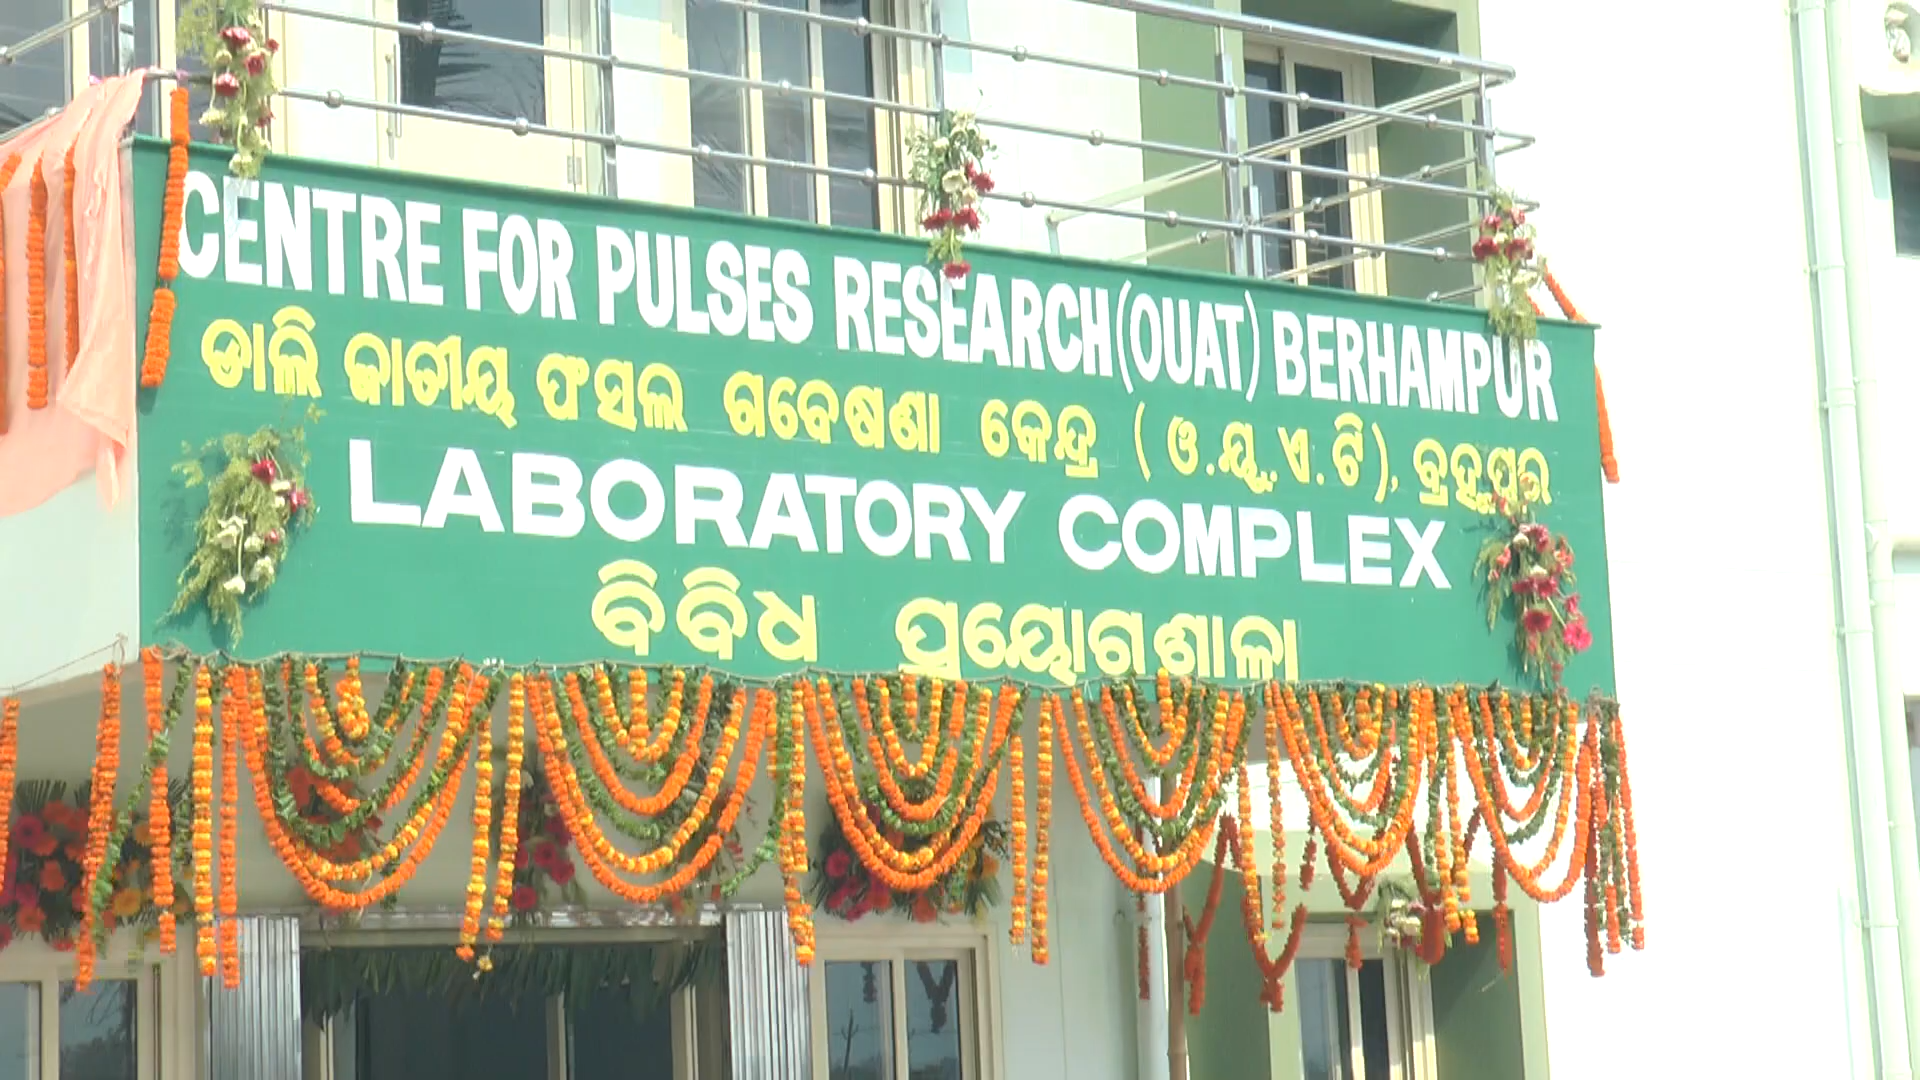 CENTRE FOR PULSES RESEARCH (OUAT) BERHAMPUR
ଡାଲି ଜାତୀୟ ଫସଲ ଗବେଷଣା କେନ୍ଦ୍ର (ଓ.ୟୁ.ଏ.ଟି), ବ୍ରହ୍ମପୁର
LABORATORY COMPLEX
ବିବିଧ ପ୍ରୟୋଗଶାଳା